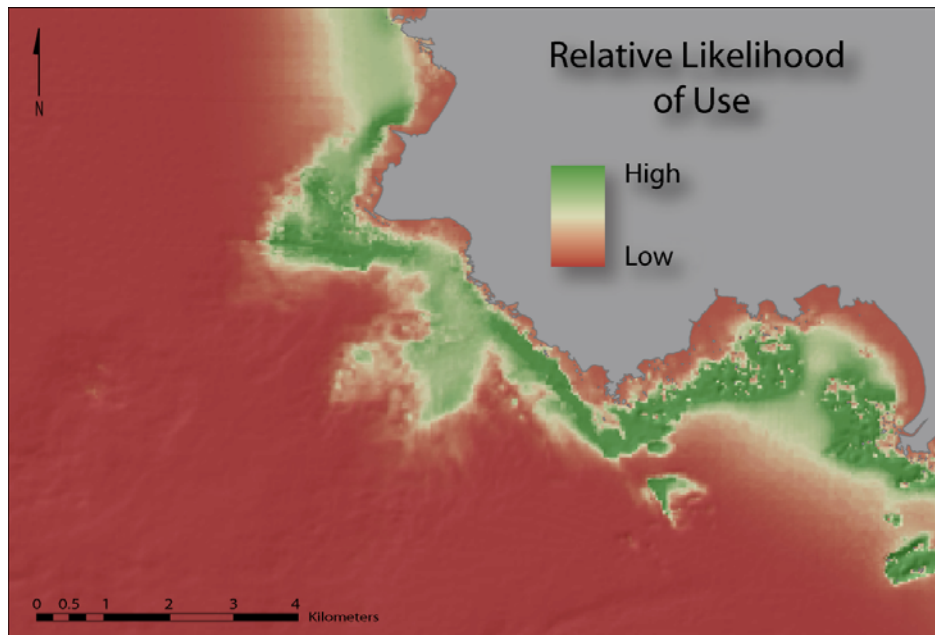 Relative Likelihood
of Use
High
Low
N
0 0.5 1 2 3 4
Kilometers